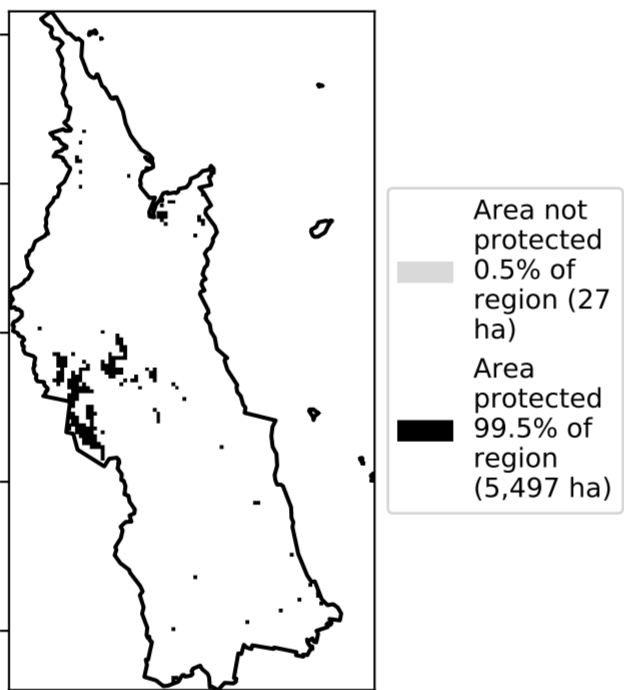 Area not
protected
0.5% of
region (27
ha)
Area
protected
99.5% of
region
(5,497 ha)